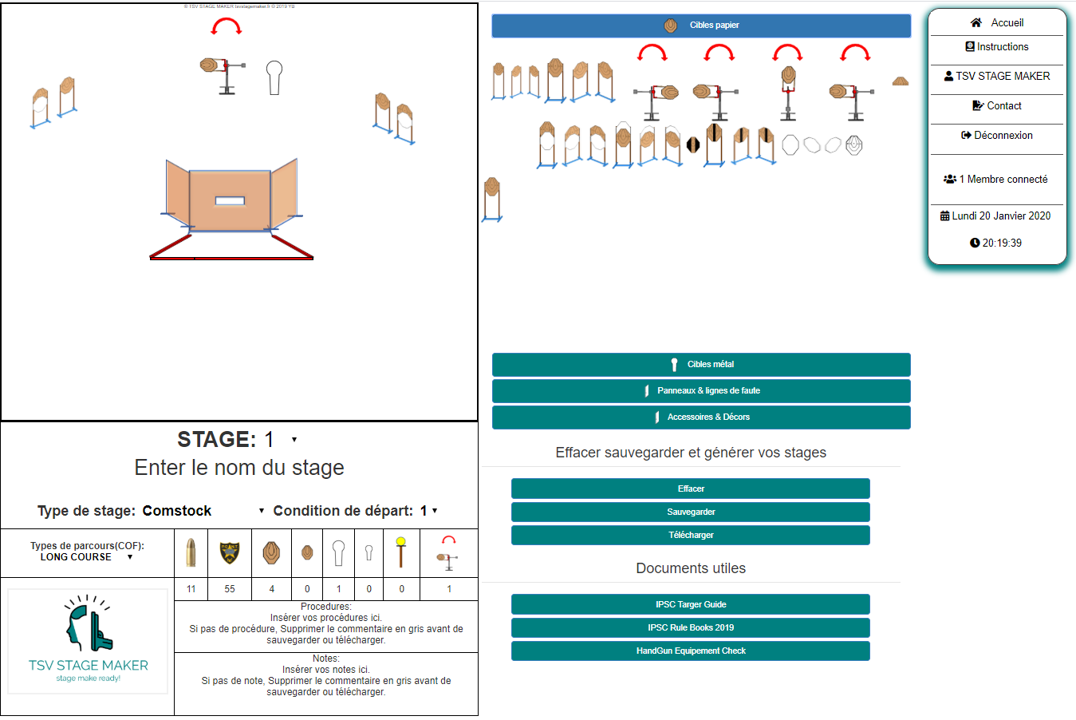 ® TSV STAGE MAKER tsvstagemaker.fr © 2019 YB
STAGE: 1
Enter le nom du stage
Type de stage: Comstock
Condition de départ: 1
Types de parcours(COF):
LONG COURSE
11 55 4 0 1 0 0 1
Procedures:
Insérer vos procédures ici.
Si pas de procédure, Supprimer le commentaire en gris avant de
sauvegarder ou télécharger.
Notes:
Insérer vos notes ici.
Si pas de note, Supprimer le commentaire en gris avant de
sauvegarder ou télécharger.
TSV STAGE MAKER
stage make ready!
Cibles papier
Cibles métal
Panneaux & lignes de faute
Accessoires & Décors
Effacer sauvegarder et générer vos stages
Effacer
Sauvegarder
Télécharger
Documents utiles
IPSC Targer Guide
IPSC Rule Books 2019
HandGun Equipement Check
Accueil
Instructions
TSV STAGE MAKER
Contact
Déconnexion
1 Membre connecté
Lundi 20 Janvier 2020
20:19:39